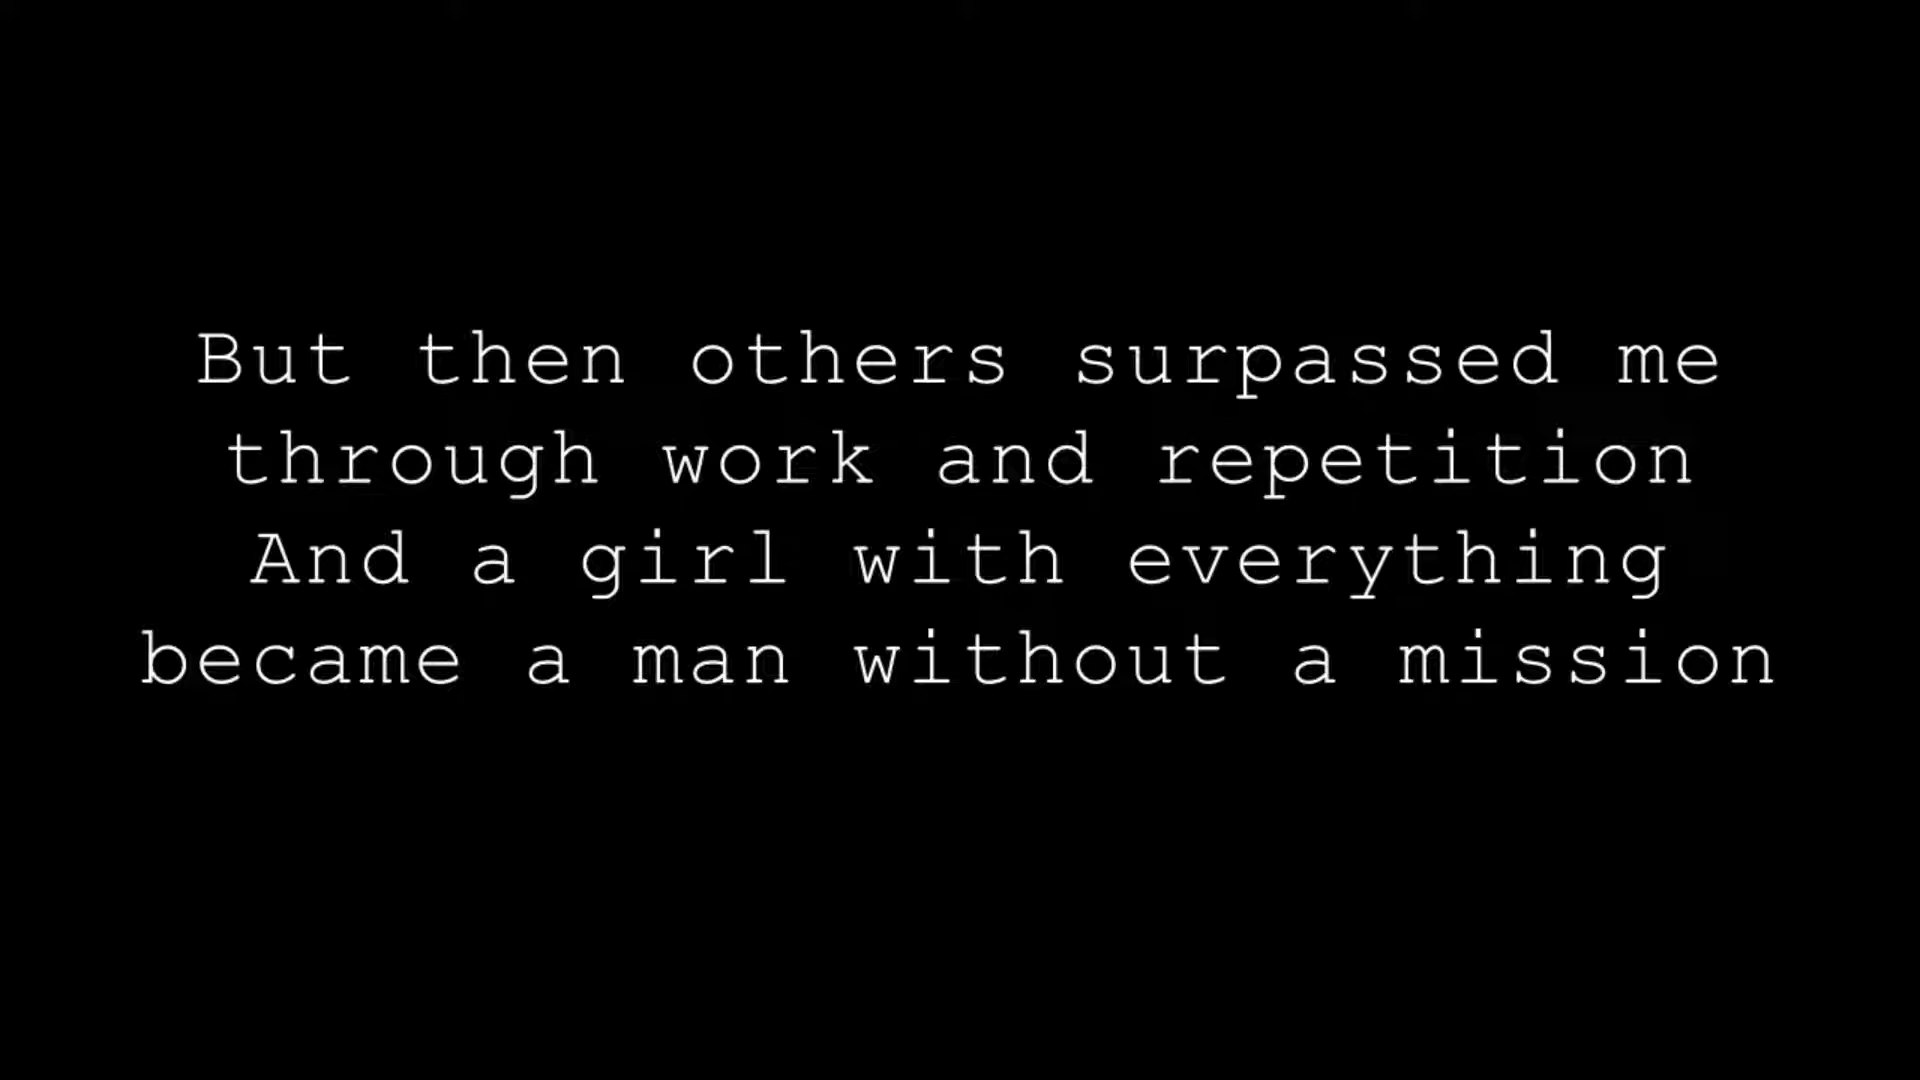 But then others surpassed me
through work and repetition
And a girl with everything
became a man without a mission